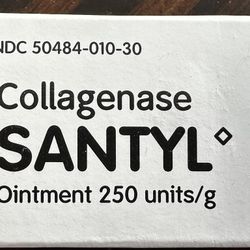 NDC 50484-010-30
Collagenase
SANTYL◇
Ointment 250 units/g